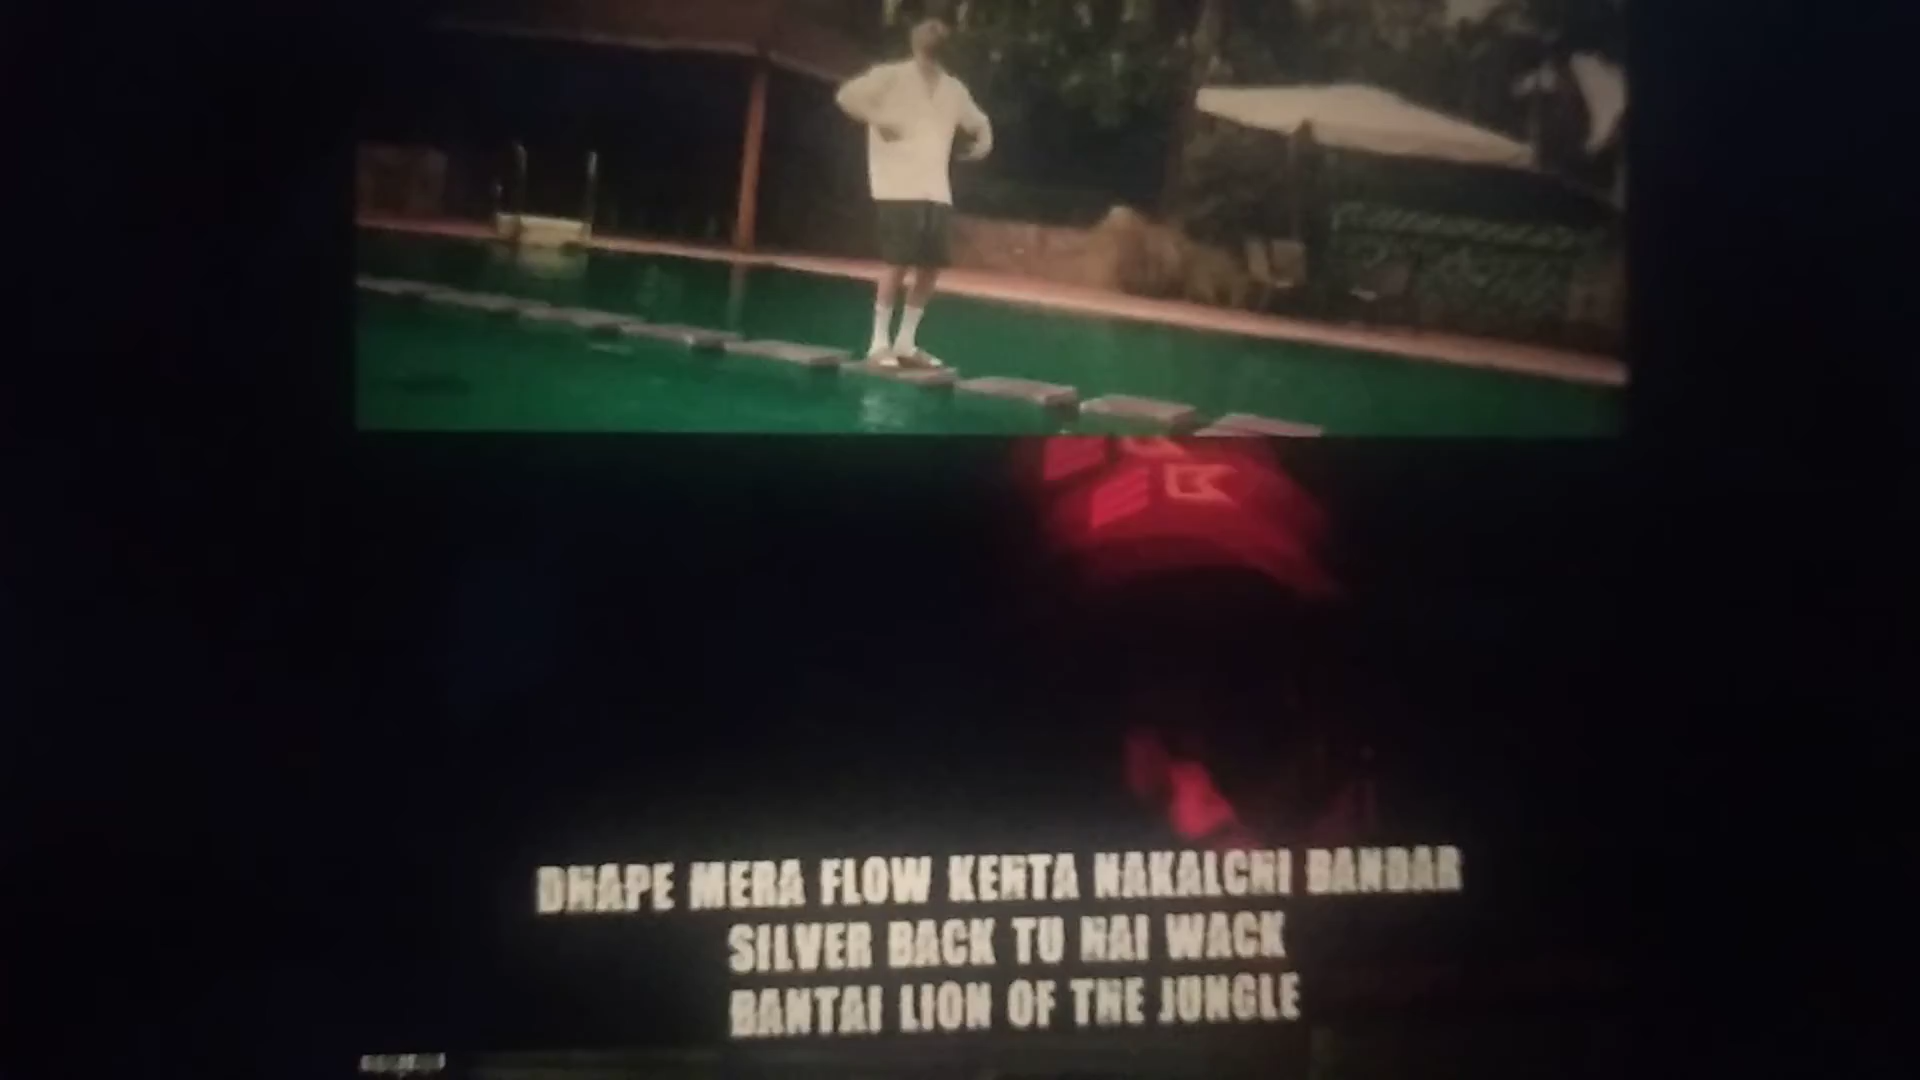 DHAPE MERA FLOW KEHTA NAKALCHI BANDAR
SILVER BACK TU HAI WACK
BANTAI LION OF THE JUNGLE